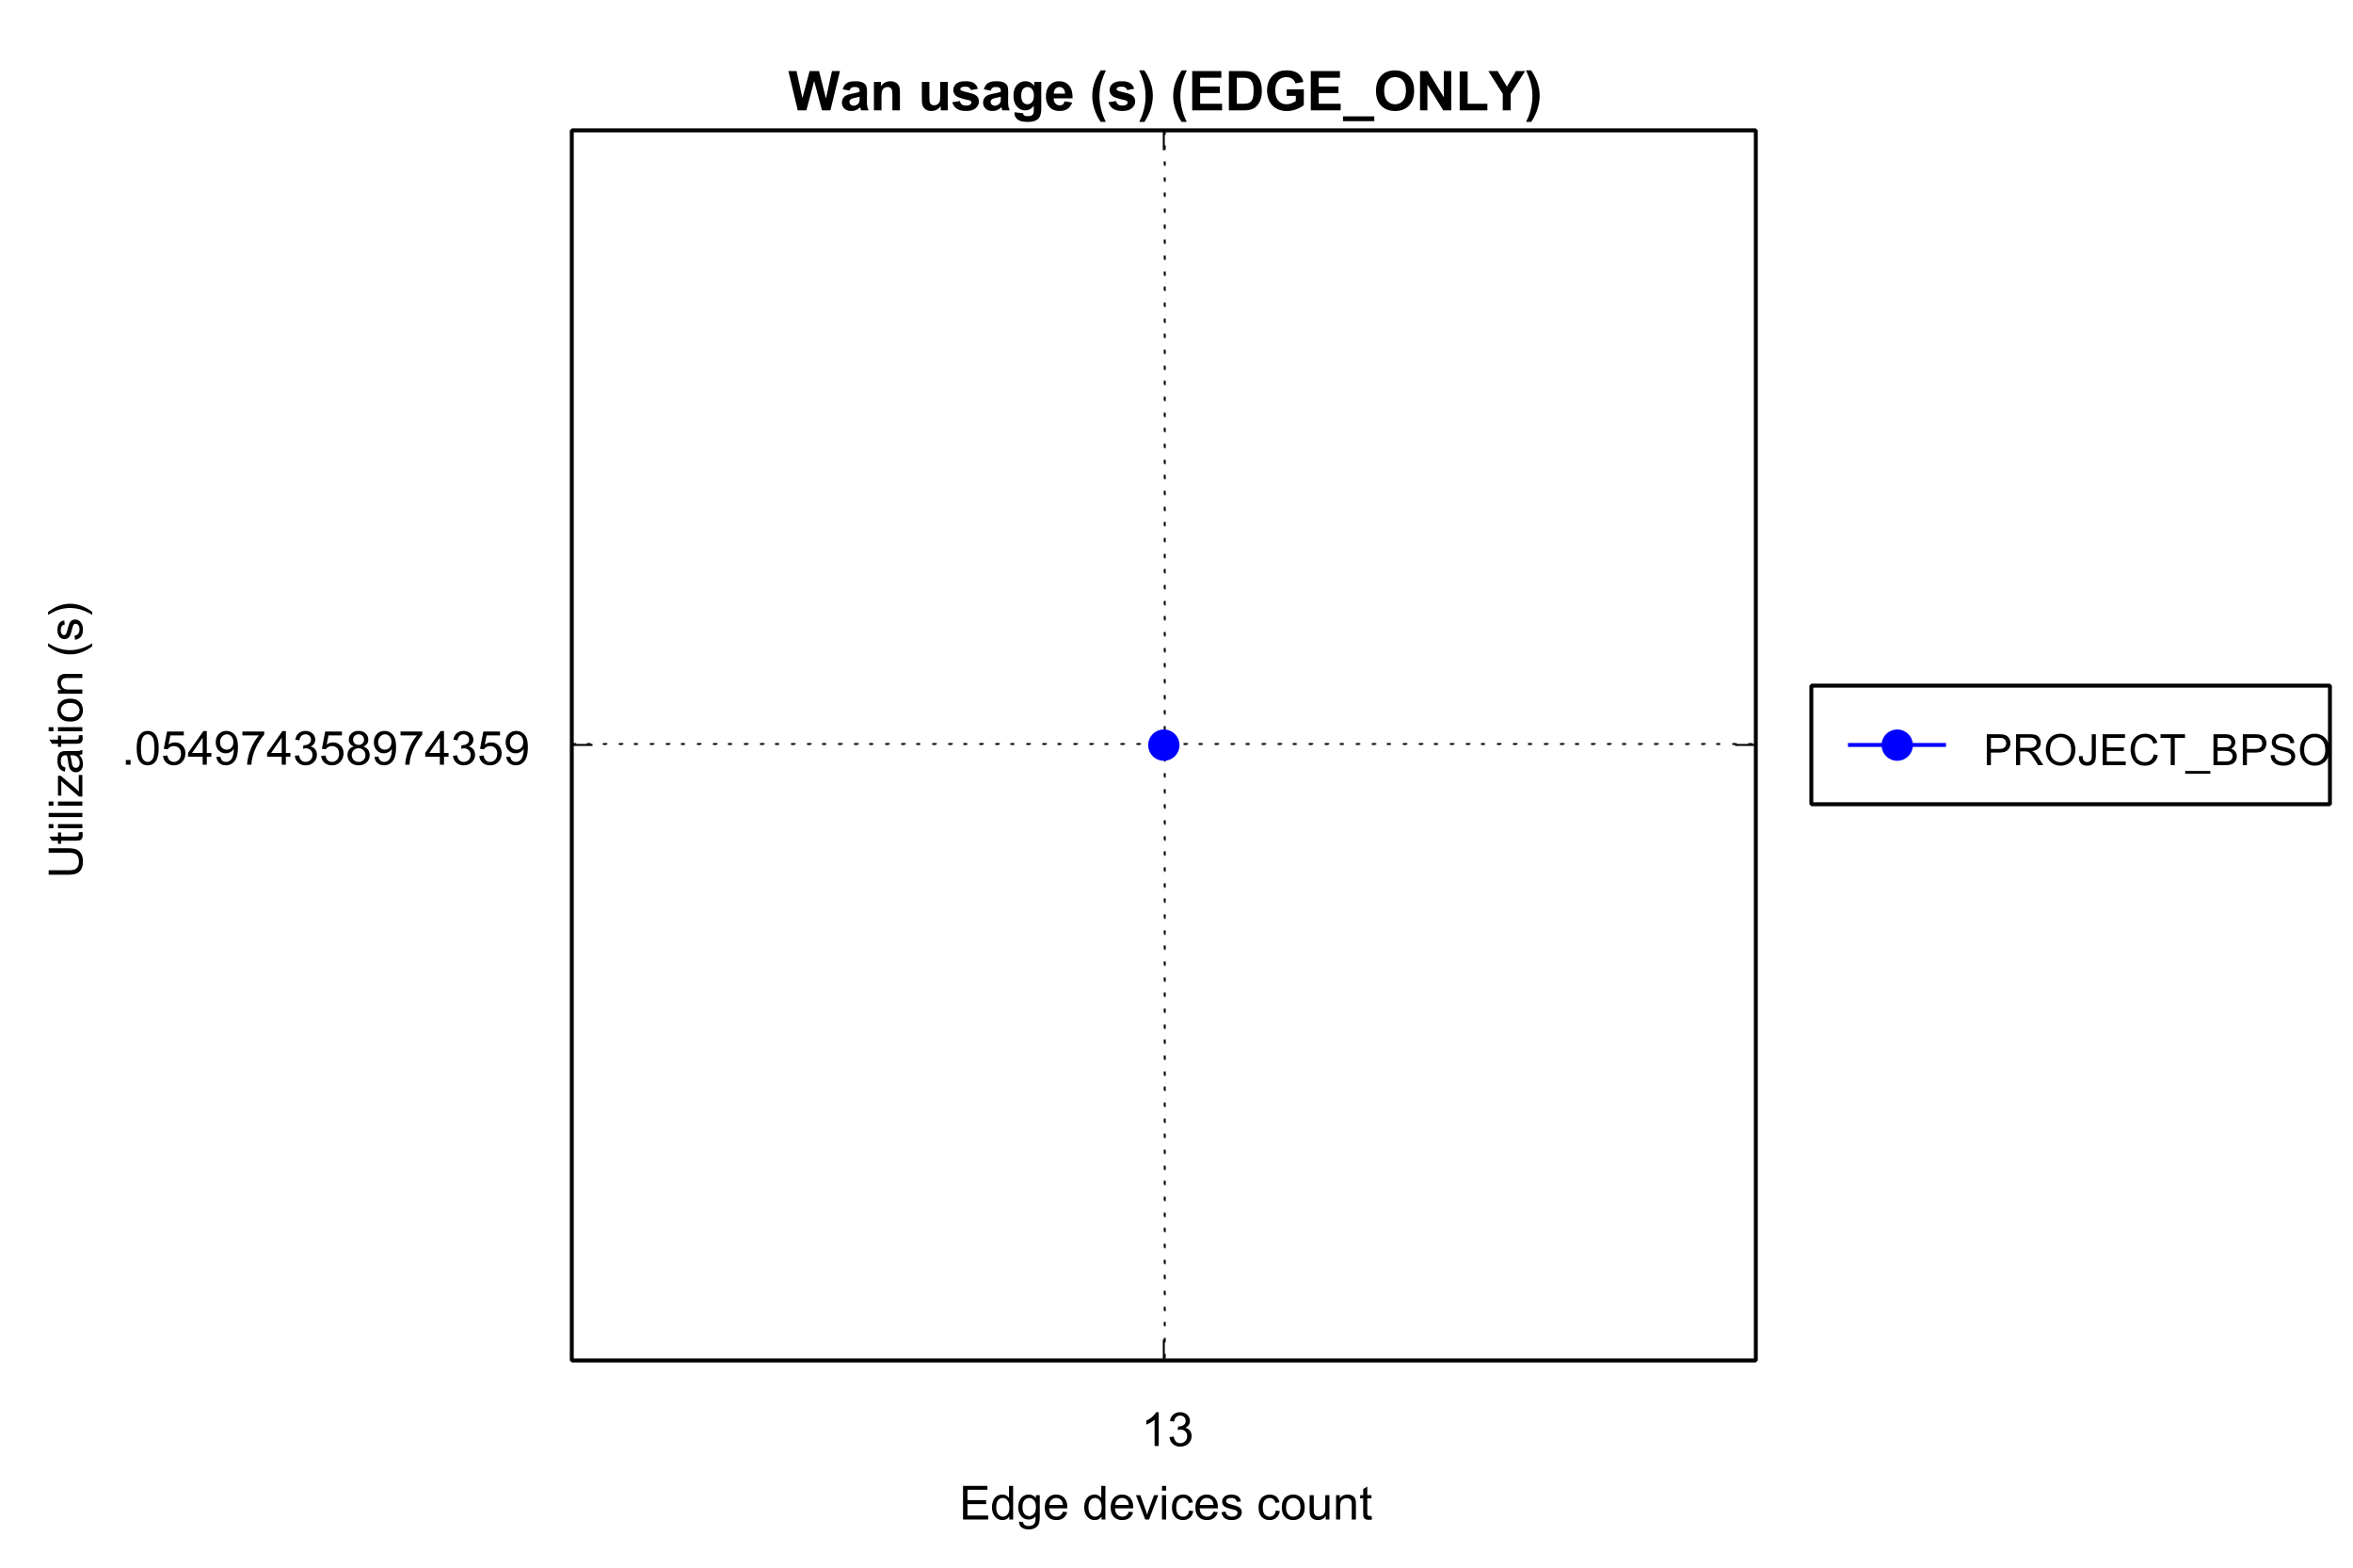 Wan usage (s) (EDGE_ONLY)
Utilization (s)
.054974358974359
PROJECT_BPSO
13
Edge devices count